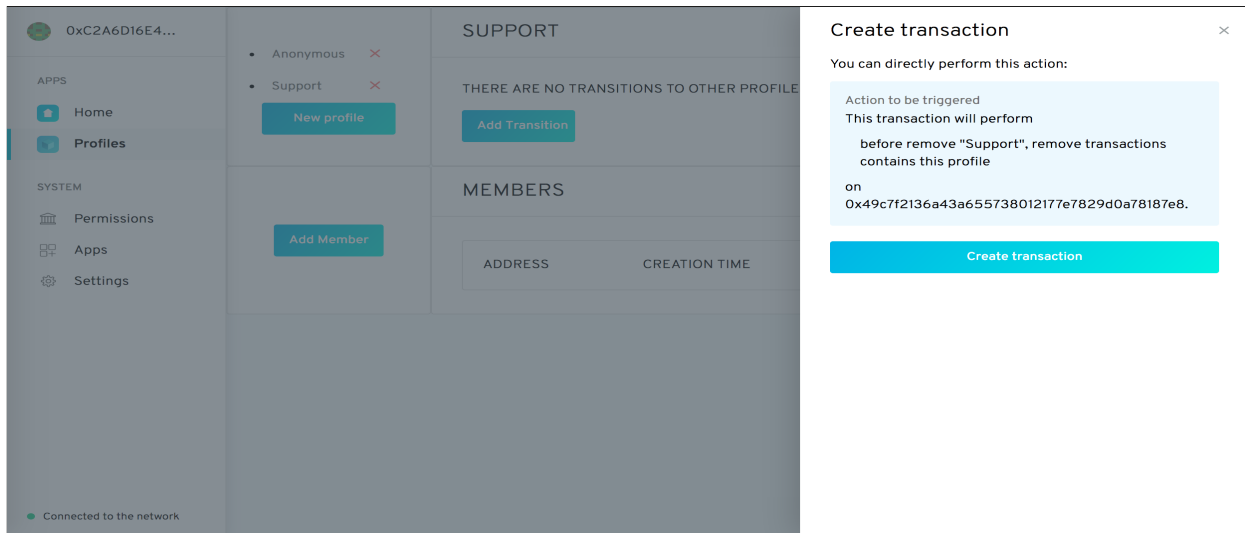 0xC2A6D16E4...
APPS
Home
Profiles
SYSTEM
Permissions
Apps
Settings
Connected to the network
Anonymous
Support
New profile
Add Member
SUPPORT
THERE ARE NO TRANSITIONS TO OTHER PROFILE
Add Transition
MEMBERS
ADDRESS CREATION TIME
Create transaction
You can directly perform this action:
Action to be triggered
This transaction will perform
before remove "Support", remove transactions
contains this profile
on
0x49c7f2136a43a655738012177e7829d0a78187e8.
Create transaction